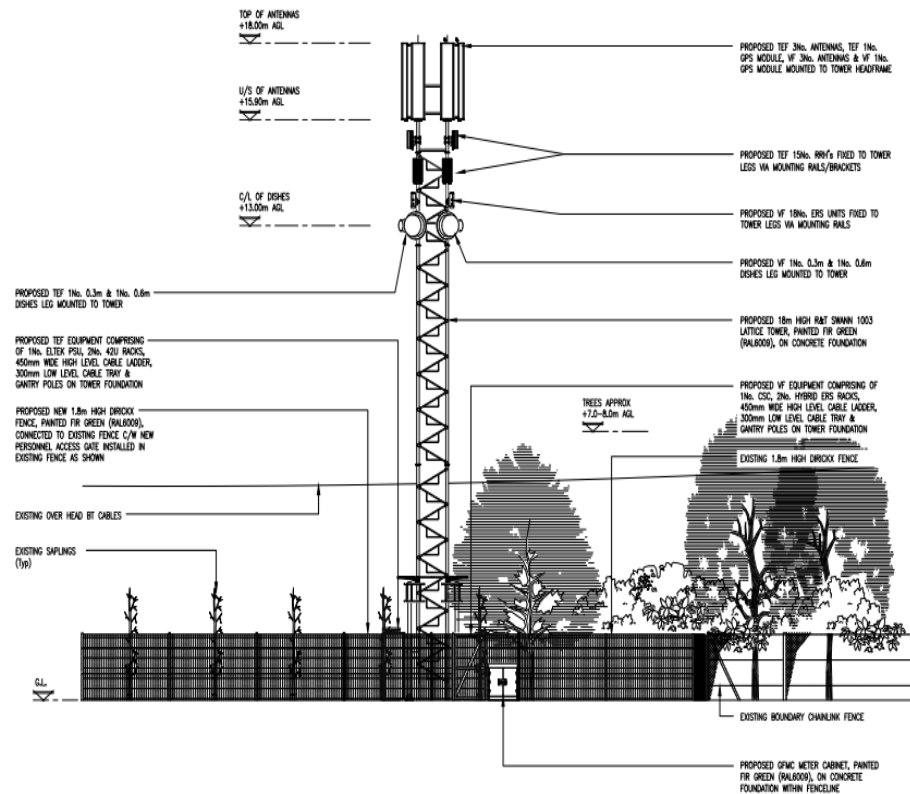 TOP OF ANTENNAS
+18.00m AGL
U/S OF ANTENNAS
+15.90m AGL
C/L OF DISHES
+13.00m AGL
PROPOSED TEF 1No. 0.3m & 1No. 0.6m
DISHES LEG MOUNTED TO TOWER
PROPOSED TEF EQUIPMENT COMPRISING
OF 1No. ELTEK PSU, 2No. 42U RACKS,
450mm WIDE HIGH LEVEL CABLE LADDER,
300mm LOW LEVEL CABLE TRAY &
GANTRY POLES ON TOWER FOUNDATION
PROPOSED NEW 1.8m HIGH DIRICKX
FENCE, PAINTED FIR GREEN (RAL6009),
CONNECTED TO EXISTING FENCE C/W NEW
PERSONNEL ACCESS GATE INSTALLED IN
EXISTING FENCE AS SHOWN
EXISTING OVER HEAD BT CABLES
EXISTING SAPLINGS
(Typ)
G.L.
PROPOSED TEF 3No. ANTENNAS, TEF 1No.
GPS MODULE, VF 3No. ANTENNAS & VF 1No.
GPS MODULE MOUNTED TO TOWER HEADFRAME
PROPOSED TEF 15No. RRH's FIXED TO TOWER
LEGS VIA MOUNTING RAILS/BRACKETS
PROPOSED VF 18No. ERS UNITS FIXED TO
TOWER LEGS VIA MOUNTING RAILS
PROPOSED VF 1No. 0.3m & 1No. 0.6m
DISHES LEG MOUNTED TO TOWER
PROPOSED 18m HIGH R&T SWANN 1003
LATTICE TOWER, PAINTED FIR GREEN
(RAL6009), ON CONCRETE FOUNDATION
TREES APPROX
+7.0-8.0m AGL
PROPOSED VF EQUIPMENT COMPRISING OF
1No. CSC, 2No. HYBRID ERS RACKS,
450mm WIDE HIGH LEVEL CABLE LADDER,
300mm LOW LEVEL CABLE TRAY &
GANTRY POLES ON TOWER FOUNDATION
EXISTING 1.8m HIGH DIRICKX FENCE
EXISTING BOUNDARY CHAINLINK FENCE
PROPOSED GFMC METER CABINET, PAINTED
FIR GREEN (RAL6009), ON CONCRETE
FOUNDATION WITHIN FENCELINE